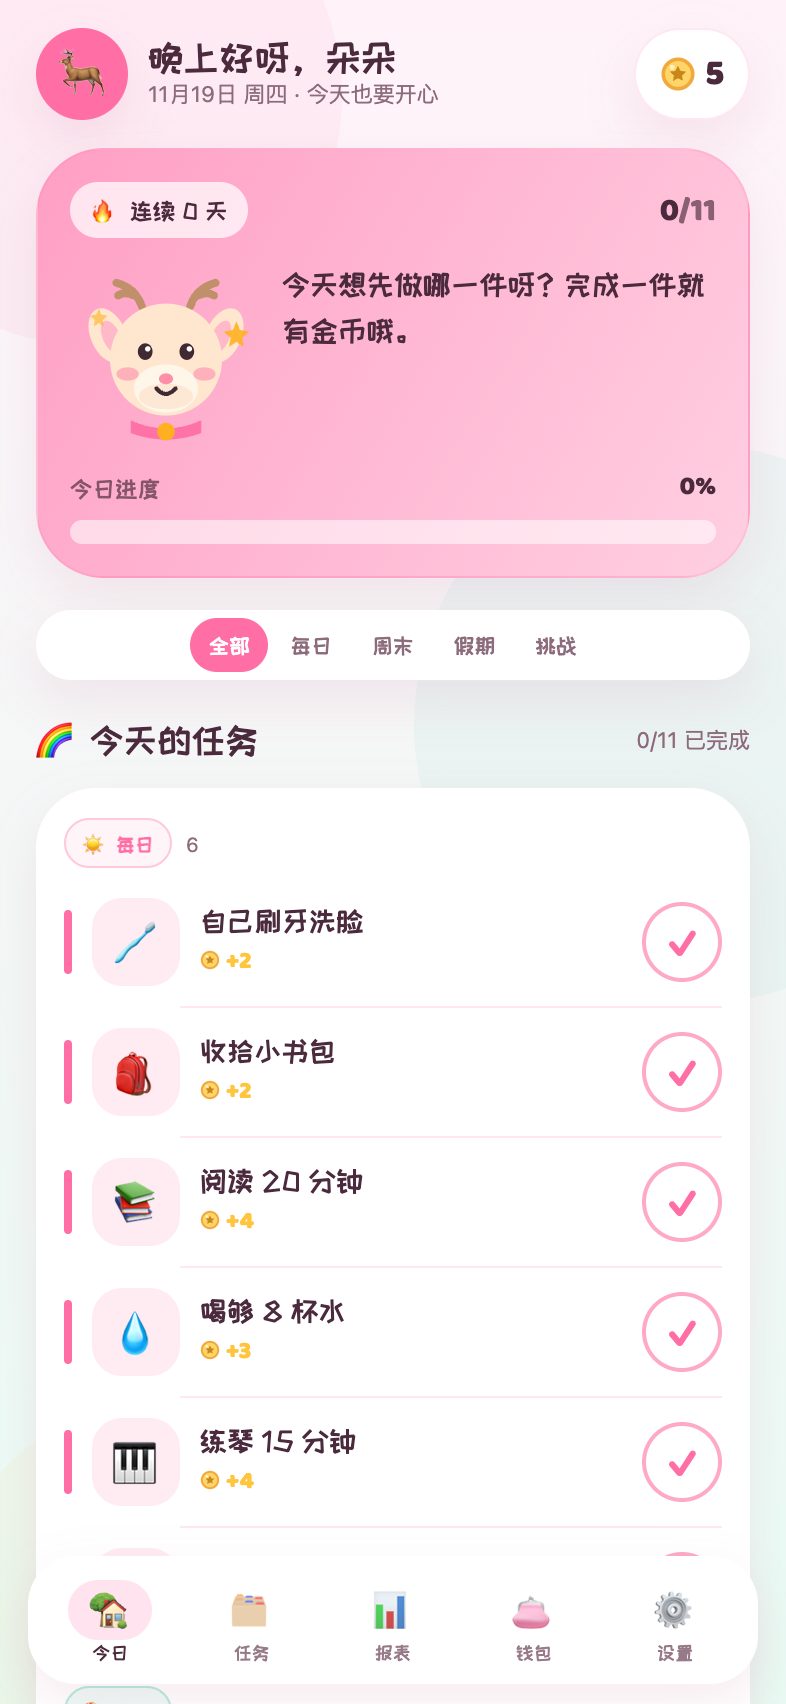 晚上好呀，朵朵
11月19日 周四 · 今天也要开心
5
连续 0 天
0/11
今天想先做哪一件呀？完成一件就
有金币哦。
今日进度
0%
全部 每日 周末 假期 挑战
今天的任务
0/11 已完成
每日 6
自己刷牙洗脸
+2
收拾小书包
+2
阅读 20 分钟
+4
喝够 8 杯水
+3
练琴 15 分钟
+4
今日 任务 报表 钱包 设置